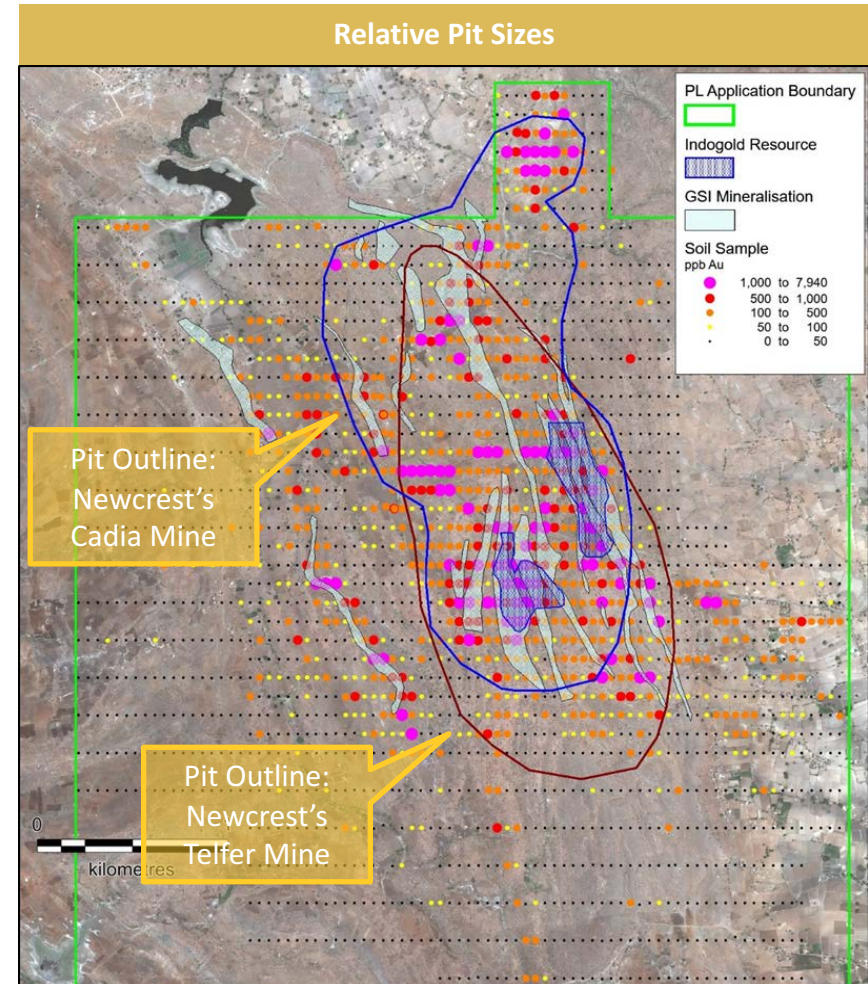 Relative Pit Sizes
PL Application Boundary
Indogold Resource
GSI Mineralisation
Soil Sample
ppb Au
1,000 to 7,940
500 to 1,000
100 to 500
50 to 100
0 to 50
Pit Outline:
Newcrest’s
Cadia Mine
Pit Outline:
Newcrest’s
Telfer Mine
0
kilometres